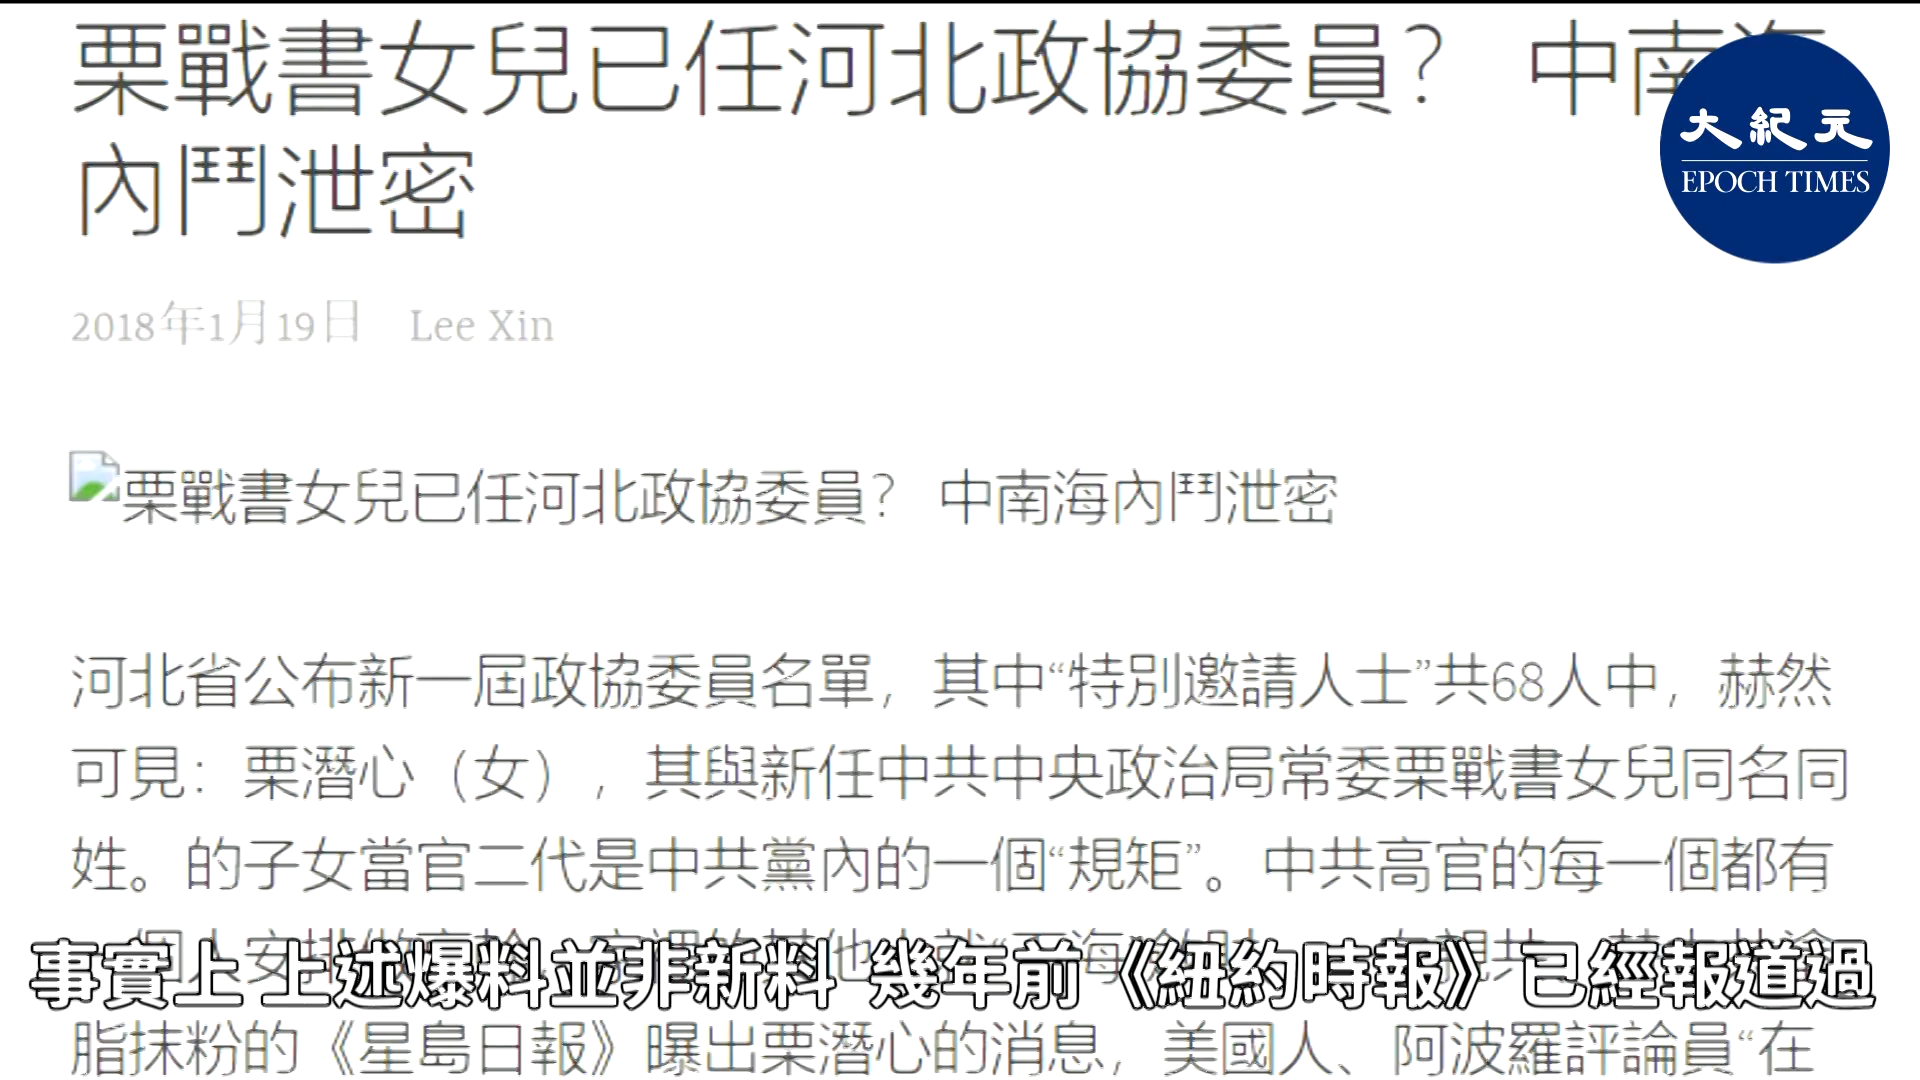 栗戰書女兒已任河北政協委員? 中南
內鬥泄密
大紀元
EPOCH TIMES
2018年1月19日 Lee Xin
栗戰書女兒已任河北政協委員? 中南海內鬥泄密
河北省公布新一屆政協委員名單，其中“特別邀請人士”共68人中，赫然
可見：栗潛心（女），其與新任中共中央政治局常委栗戰書女兒同名同
姓。的子女當官二代是中共黨內的一個“規矩”。中共高官的每一個都有
事實上 上述爆料並非新料 幾年前《紐約時報》已經報道過
脂抹粉的《星島日報》曝出栗潛心的消息，美國人、阿波羅評論員“在